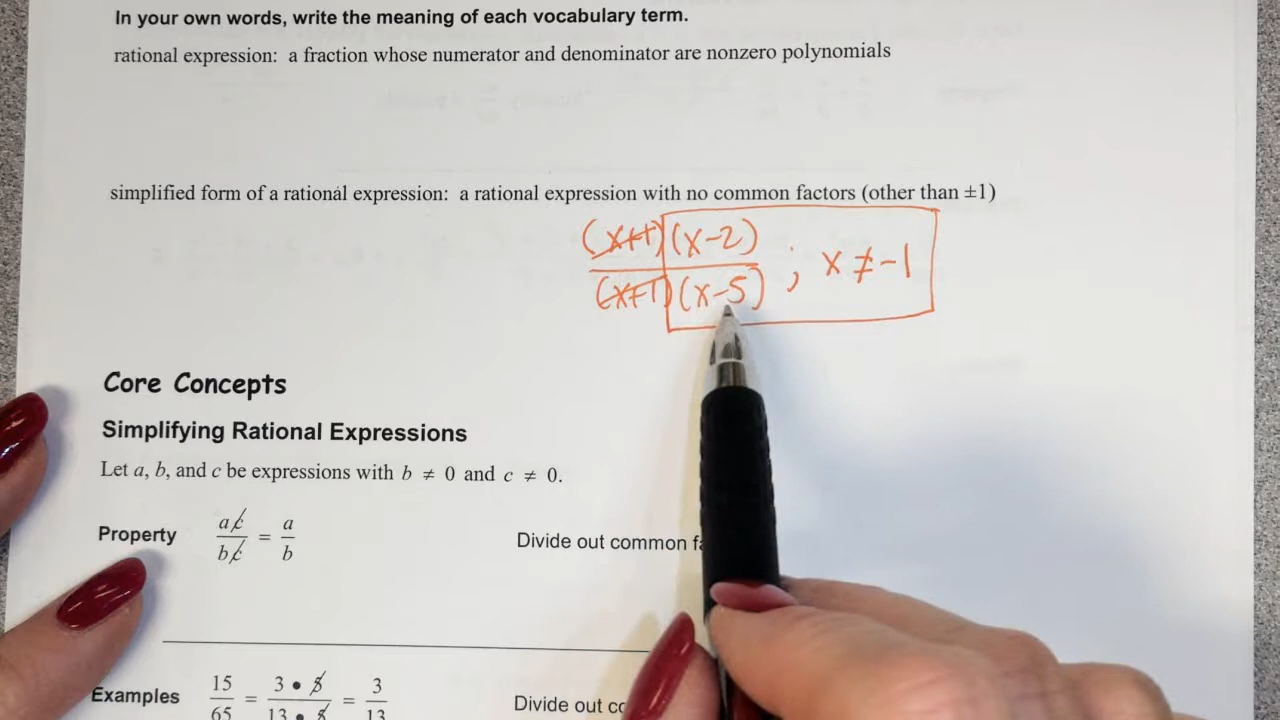 In your own words, write the meaning of each vocabulary term.
rational expression: a fraction whose numerator and denominator are nonzero polynomials
simplified form of a rational expression: a rational expression with no common factors (other than ±1)
(x+1)(x-2)
(x+1)(x-5) ; x ≠ -1
Core Concepts
Simplifying Rational Expressions
Let a, b, and c be expressions with b ≠ 0 and c ≠ 0.
Property ac/bc = a/b Divide out common
Examples 15/65 = 3 • 5/13 • 5 = 3/13 Divide out